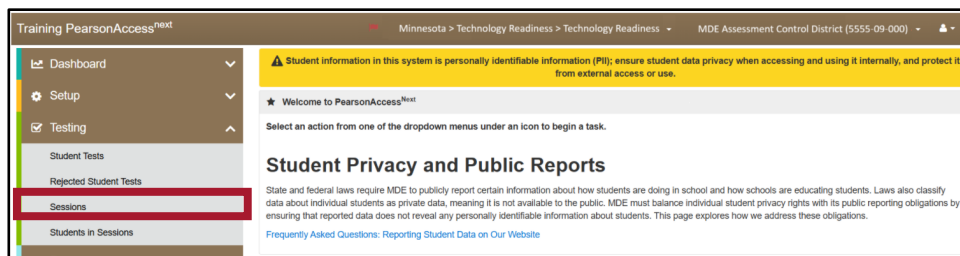 Training PearsonAccessnext
Minnesota > Technology Readiness > Technology Readiness
MDE Assessment Control District (5555-09-000)
Dashboard
Setup
Testing
Student Tests
Rejected Student Tests
Sessions
Students in Sessions
Student information in this system is personally identifiable information (PII); ensure student data privacy when accessing and using it internally, and protect it
from external access or use.
Welcome to PearsonAccessNext
Select an action from one of the dropdown menus under an icon to begin a task.
Student Privacy and Public Reports
State and federal laws require MDE to publicly report certain information about how students are doing in school and how schools are educating students. Laws also classify
data about individual students as private data, meaning it is not available to the public. MDE must balance individual student privacy rights with its public reporting obligations by
ensuring that reported data does not reveal any personally identifiable information about students. This page explores how we address these obligations.
Frequently Asked Questions: Reporting Student Data on Our Website